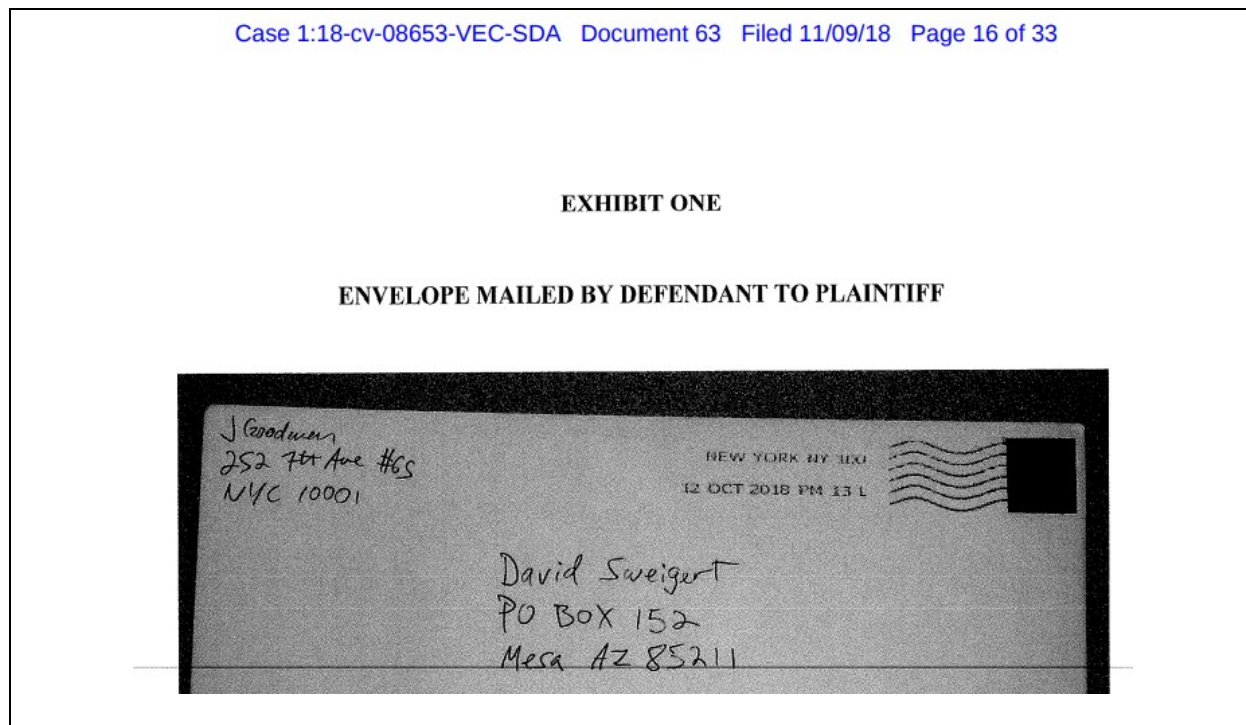 Case 1:18-cv-08653-VEC-SDA Document 63 Filed 11/09/18 Page 16 of 33
EXHIBIT ONE
ENVELOPE MAILED BY DEFENDANT TO PLAINTIFF
J Goodman
252 7th Ave #6S
NYC 10001
NEW YORK NY 100
12 OCT 2018 PM 13 L
David Sweigert
PO BOX 152
Mesa AZ 85211